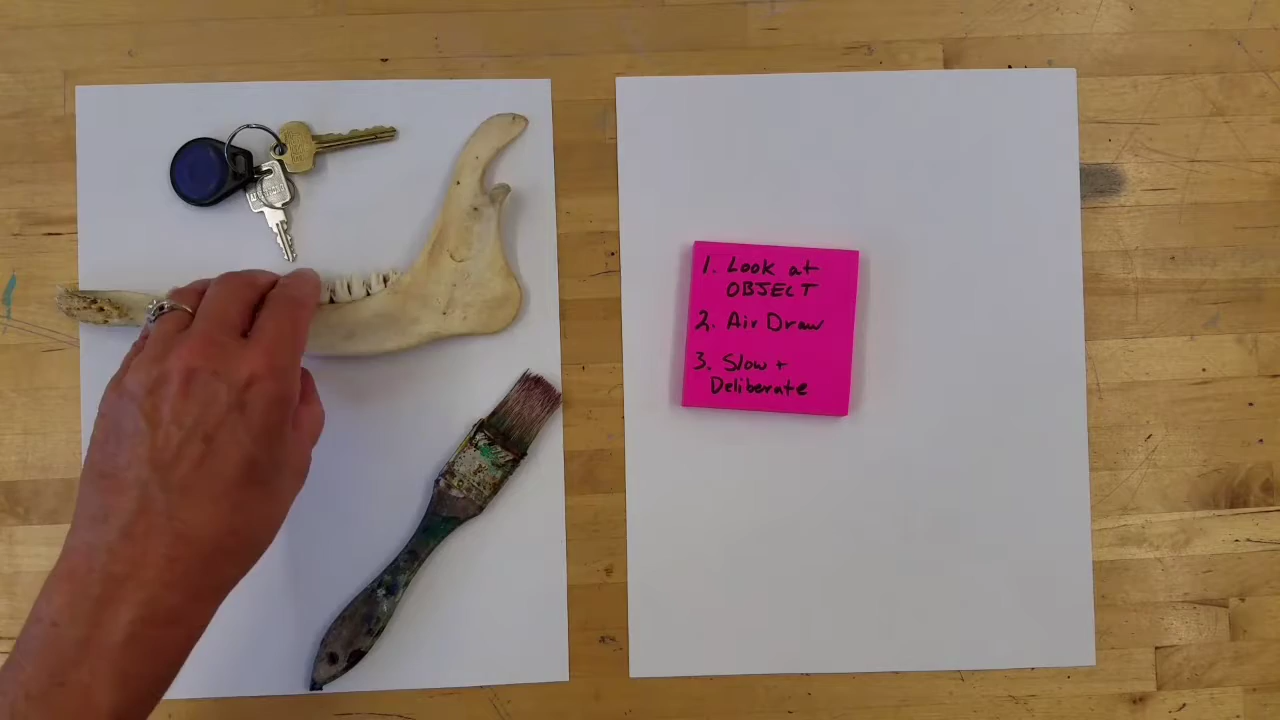 1. Look at
OBJECT
2. Air Draw
3. Slow +
Deliberate